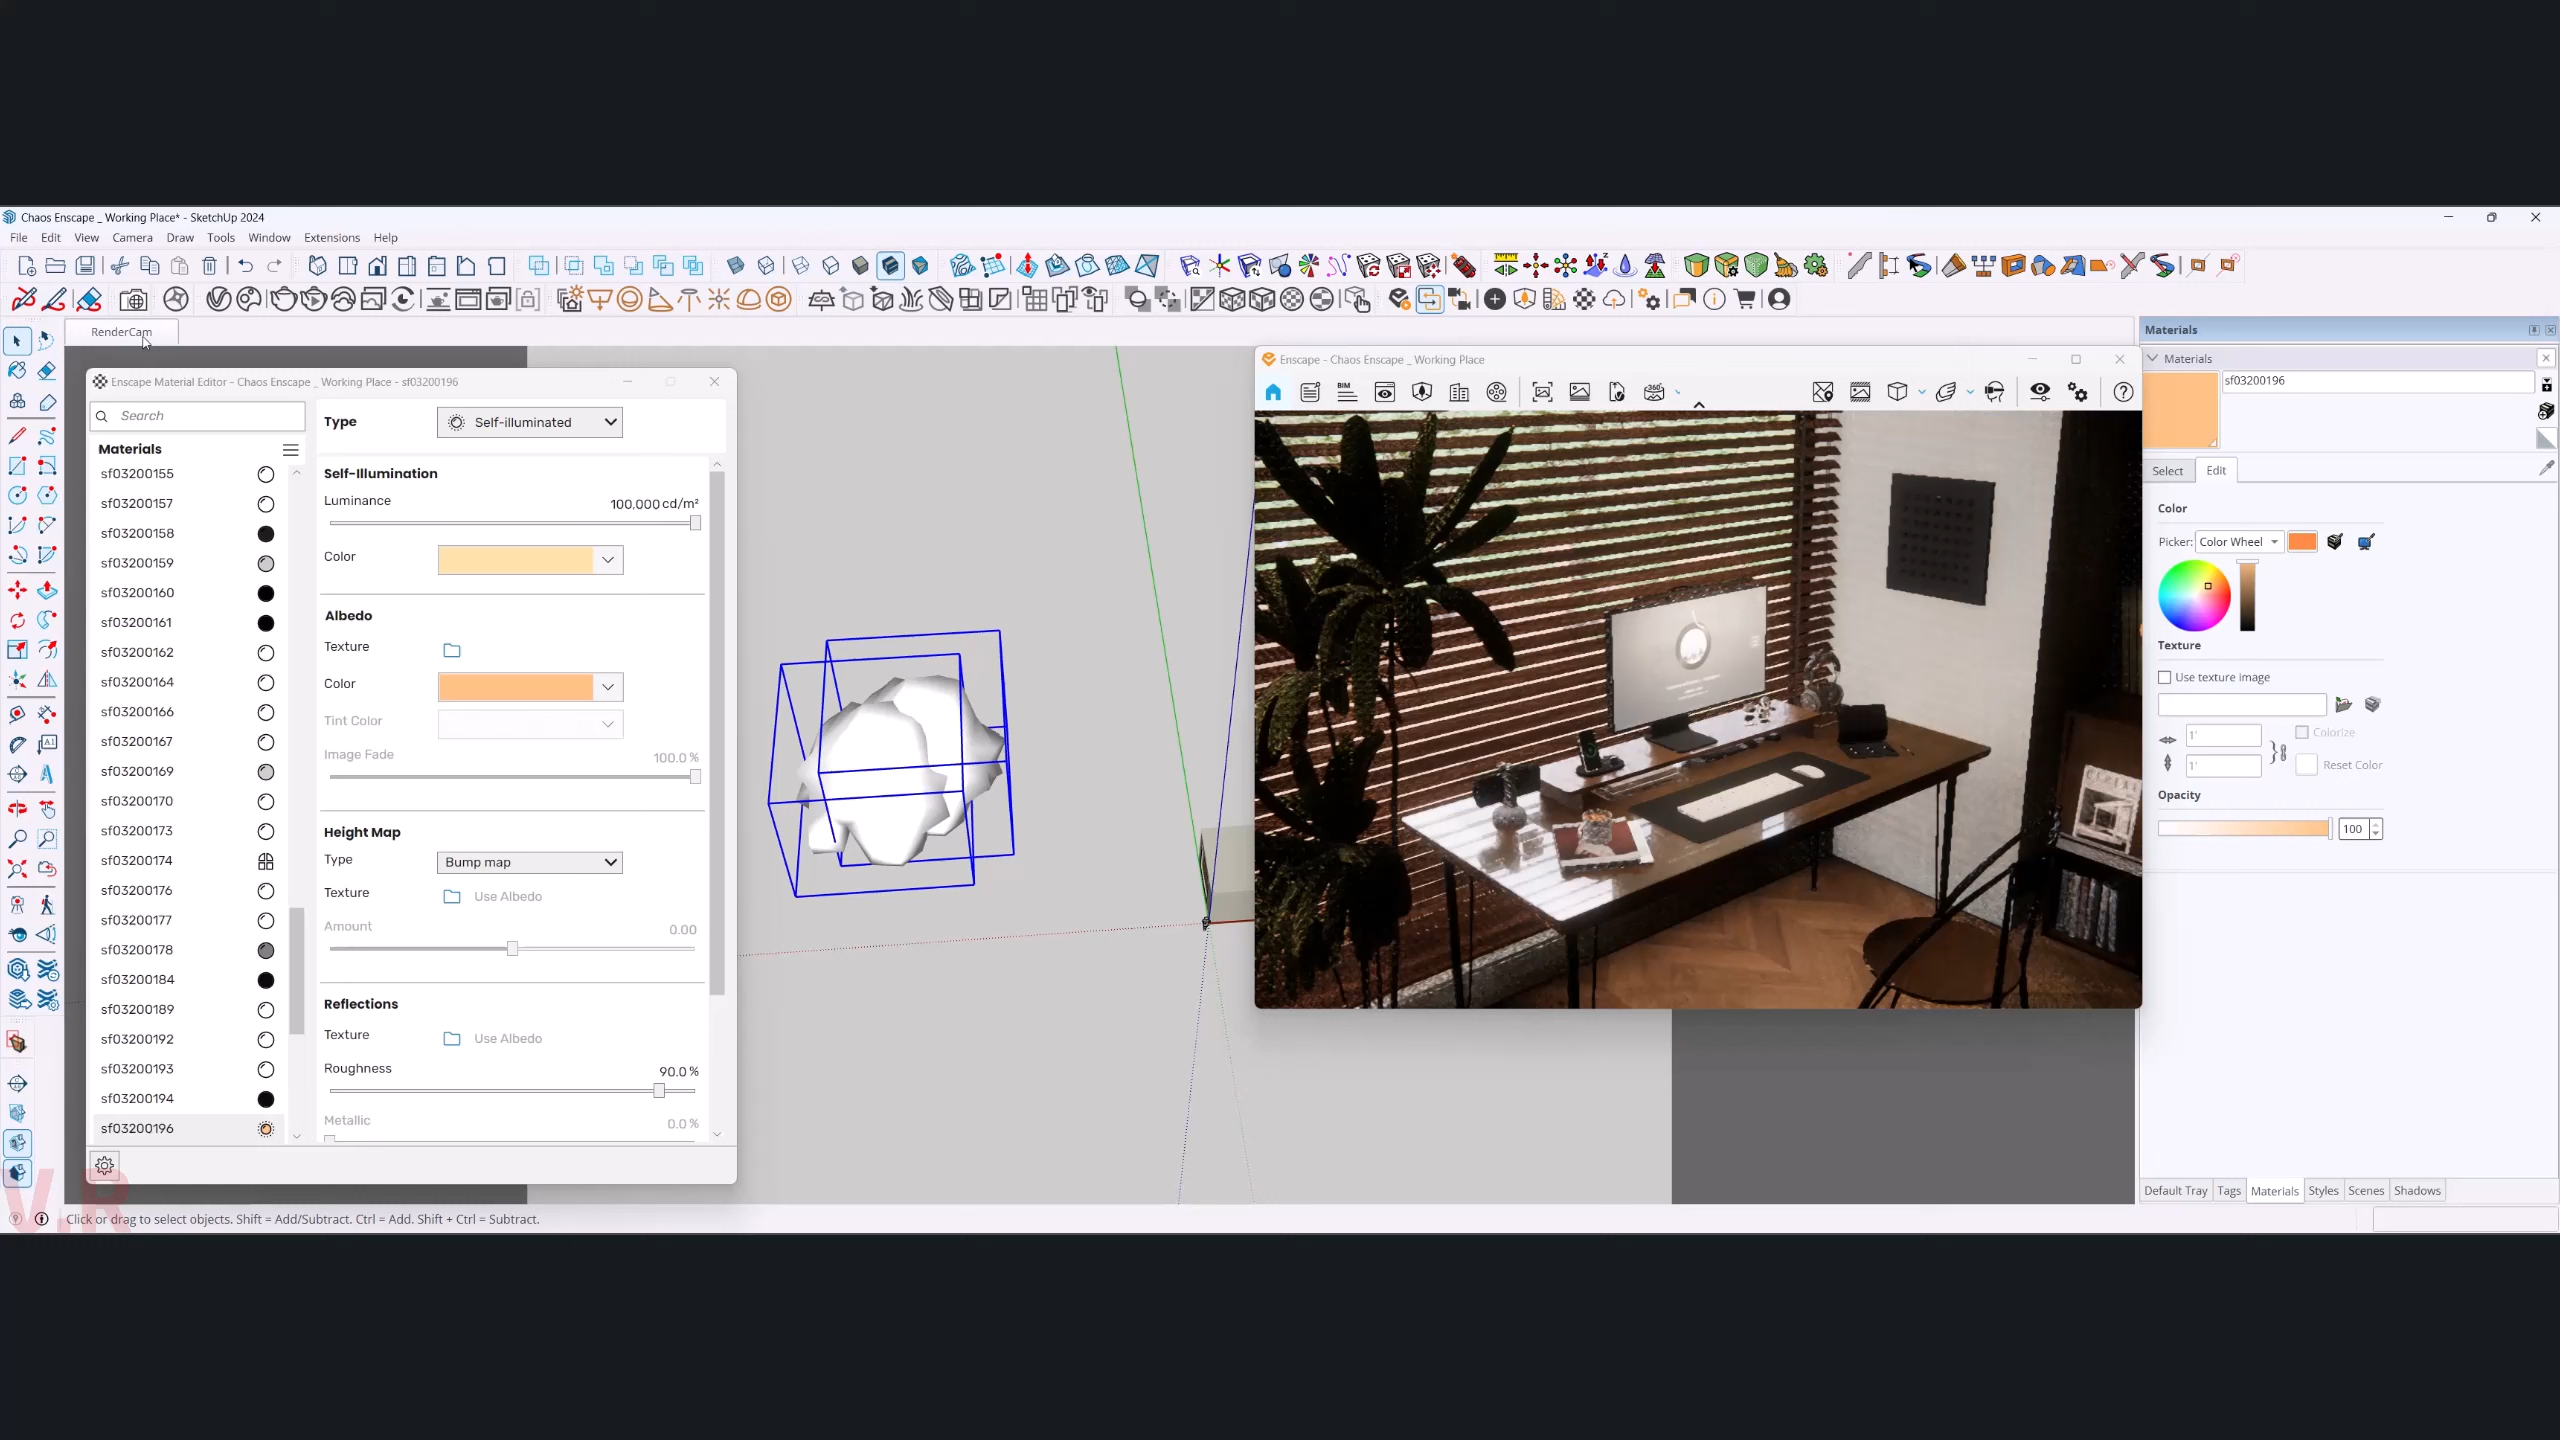 Chaos Enscape _ Working Place* - SketchUp 2024
File Edit View Camera Draw Tools Window Extensions Help
RenderCam
Enscape Material Editor - Chaos Enscape _ Working Place - sf03200196
Search
Materials
sf03200155
sf03200157
sf03200158
sf03200159
sf03200160
sf03200161
sf03200162
sf03200164
sf03200166
sf03200167
sf03200169
sf03200170
sf03200173
sf03200174
sf03200176
sf03200177
sf03200178
sf03200184
sf03200189
sf03200192
sf03200193
sf03200194
sf03200196
Type Self-illuminated
Self-Illumination
Luminance 100,000 cd/m²
Color
Albedo
Texture
Color
Tint Color
Image Fade 100.0 %
Height Map
Type Bump map
Texture Use Albedo
Amount 0.00
Reflections
Texture Use Albedo
Roughness 90.0 %
Metallic 0.0 %
Enscape - Chaos Enscape _ Working Place
BIM
360°
Materials
Materials
sf03200196
Select Edit
Color
Picker: Color Wheel
Texture
Use texture image
1' Colorize
1' Reset Color
Opacity
100
Default Tray Tags Materials Styles Scenes Shadows
V.R
Click or drag to select objects. Shift = Add/Subtract. Ctrl = Add. Shift + Ctrl = Subtract.